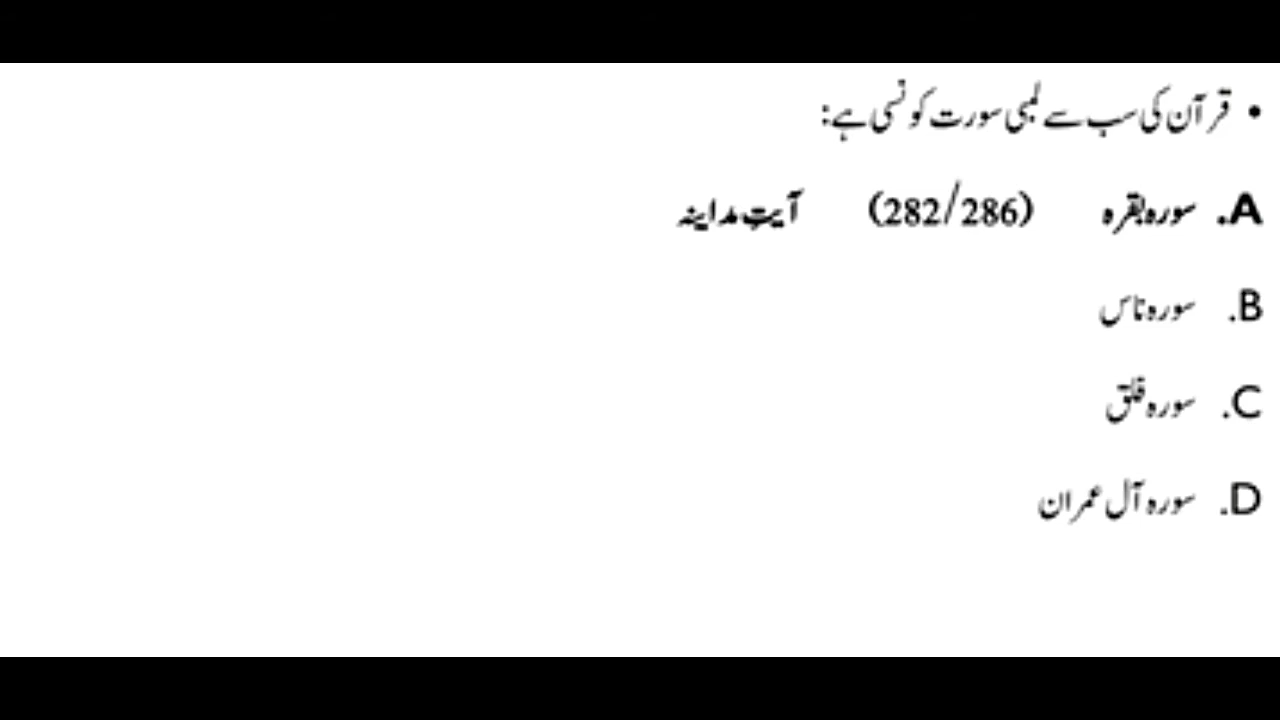 • قرآن کی سب سے لمبی سورت کونسی ہے:
A. سورہ بقرہ (282/286) آیتِ مداینہ
B. سورہ ناس
C. سورہ فلق
D. سورہ آل عمران